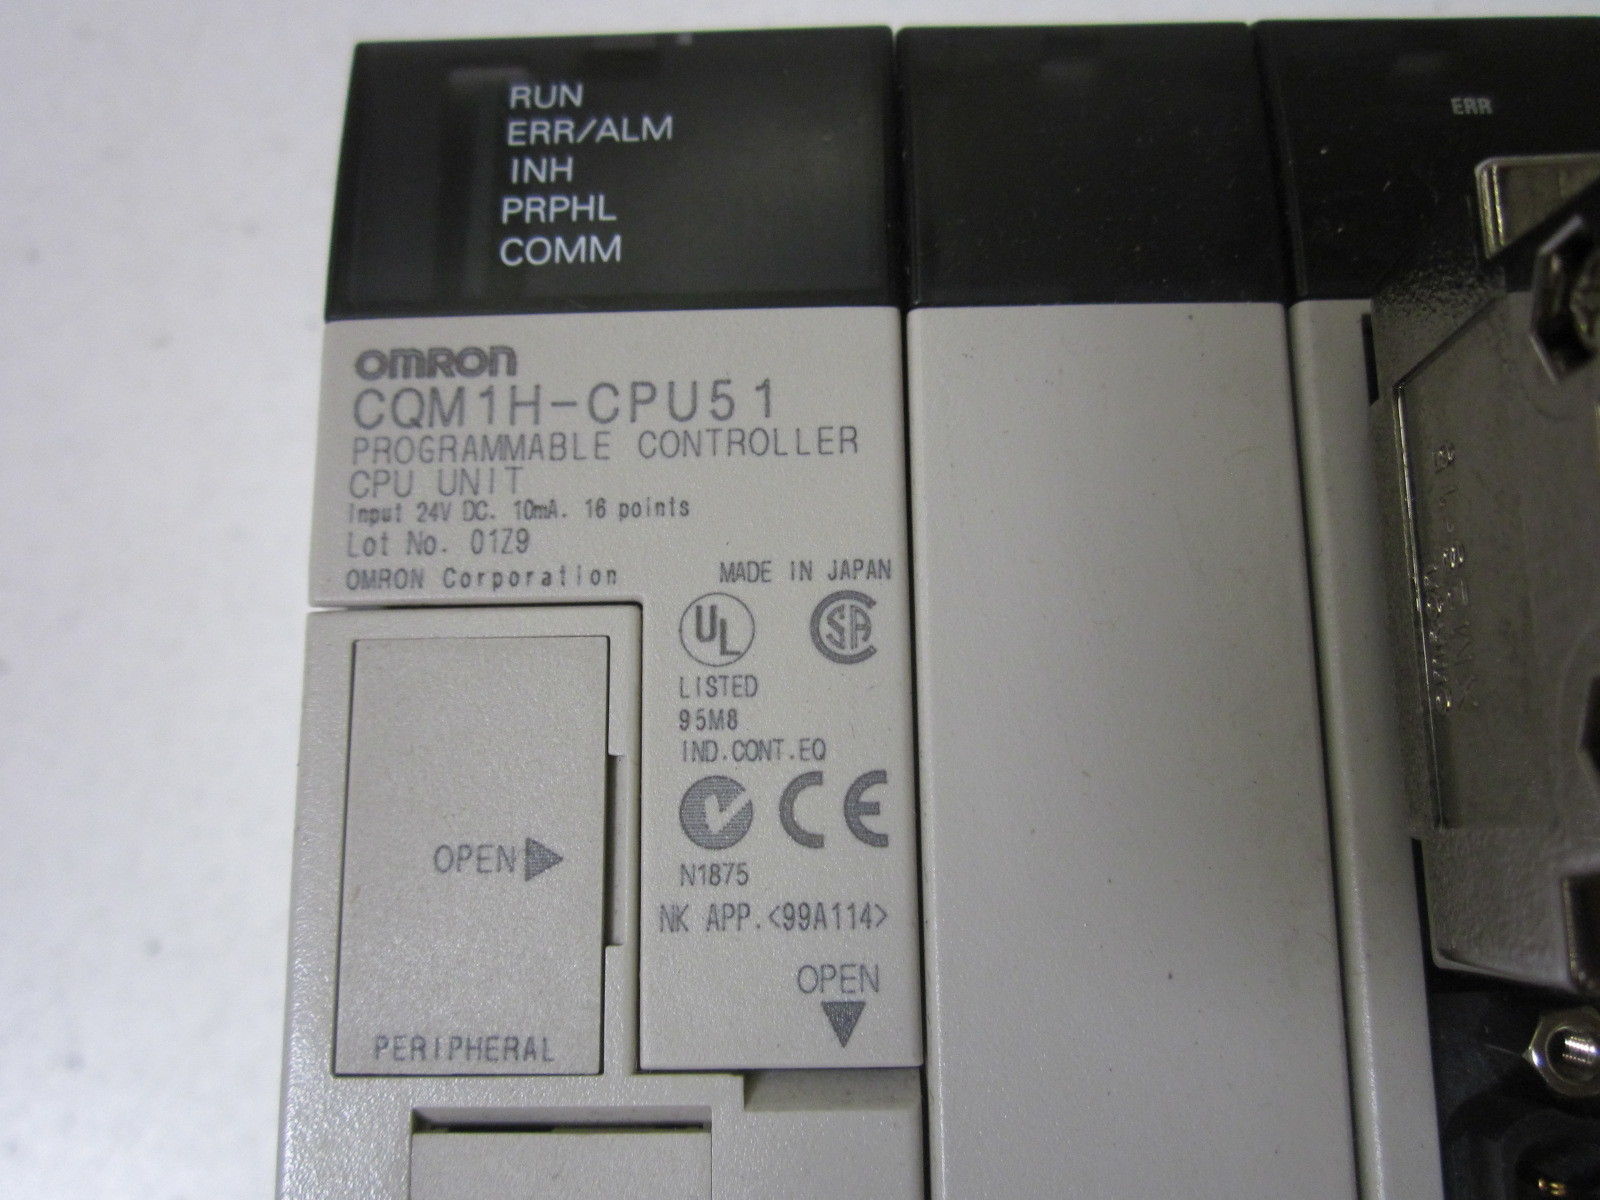 RUN
ERR/ALM
INH
PRPHL
COMM
ERR
OMRON
CQM1H-CPU51
PROGRAMMABLE CONTROLLER
CPU UNIT
Input 24V DC. 10mA. 16 points
Lot No. 01Z9
OMRON Corporation
MADE IN JAPAN
UL
SA
LISTED
95M8
IND.CONT.EQ
CE
N1875
NK APP.<99A114>
OPEN
OPEN
PERIPHERAL